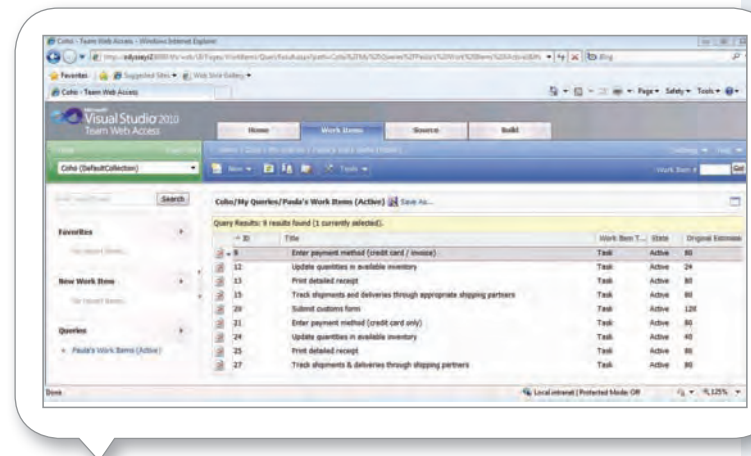 Coho - Team Web Access - Windows Internet Explorer
Bing
Favorites Suggested Sites Web Slice Gallery
Coho - Team Web Access
Page Safety Tools
Microsoft
Visual Studio 2010
Team Web Access
Home Work Items Source Build
Coho (DefaultCollection) New Tools Work Item # Go
Search Coho/My Queries/Paula's Work Items (Active) Save As...
Query Results: 9 results found (1 currently selected).
Favorites
ID Title Work Item T... State Original Estimate
9 Enter payment method (credit card / invoice) Task Active 80
12 Update quantities in available inventory Task Active 24
New Work Item
13 Print detailed receipt Task Active 80
15 Track shipments and deliveries through appropriate shipping partners Task Active 80
20 Submit customs form Task Active 120
Queries
21 Enter payment method (credit card only) Task Active 80
24 Update quantities in available inventory Task Active 40
Paula's Work Items (Active)
25 Print detailed receipt Task Active 80
27 Track shipments & deliveries through shipping partners Task Active 80
Done Local intranet | Protected Mode: Off 125%